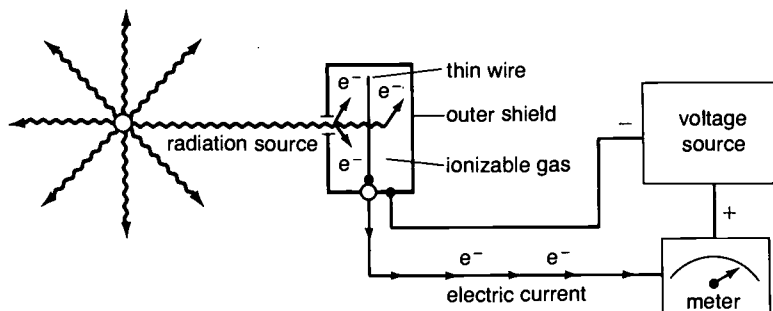 e⁻
thin wire
e⁻
outer shield
radiation source
e⁻
ionizable gas
−
voltage
source
+
e⁻ e⁻
electric current
meter